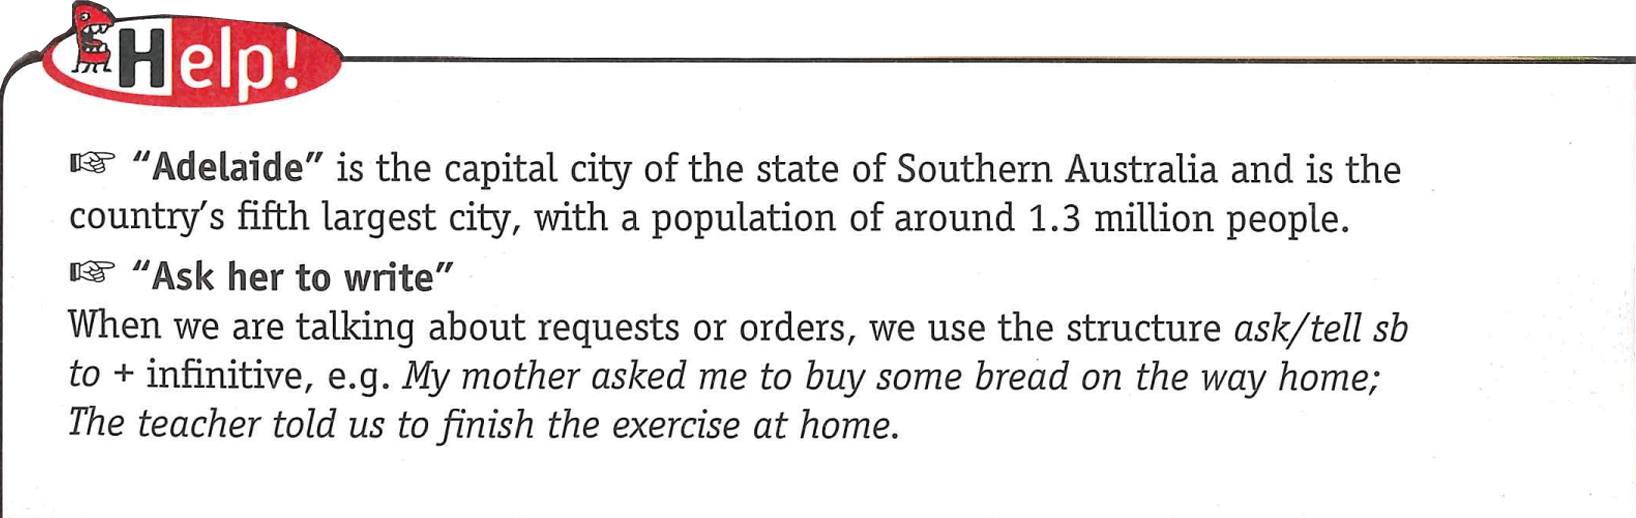 Help!
☞ “Adelaide” is the capital city of the state of Southern Australia and is the
country’s fifth largest city, with a population of around 1.3 million people.
☞ “Ask her to write”
When we are talking about requests or orders, we use the structure ask/tell sb
to + infinitive, e.g. My mother asked me to buy some bread on the way home;
The teacher told us to finish the exercise at home.